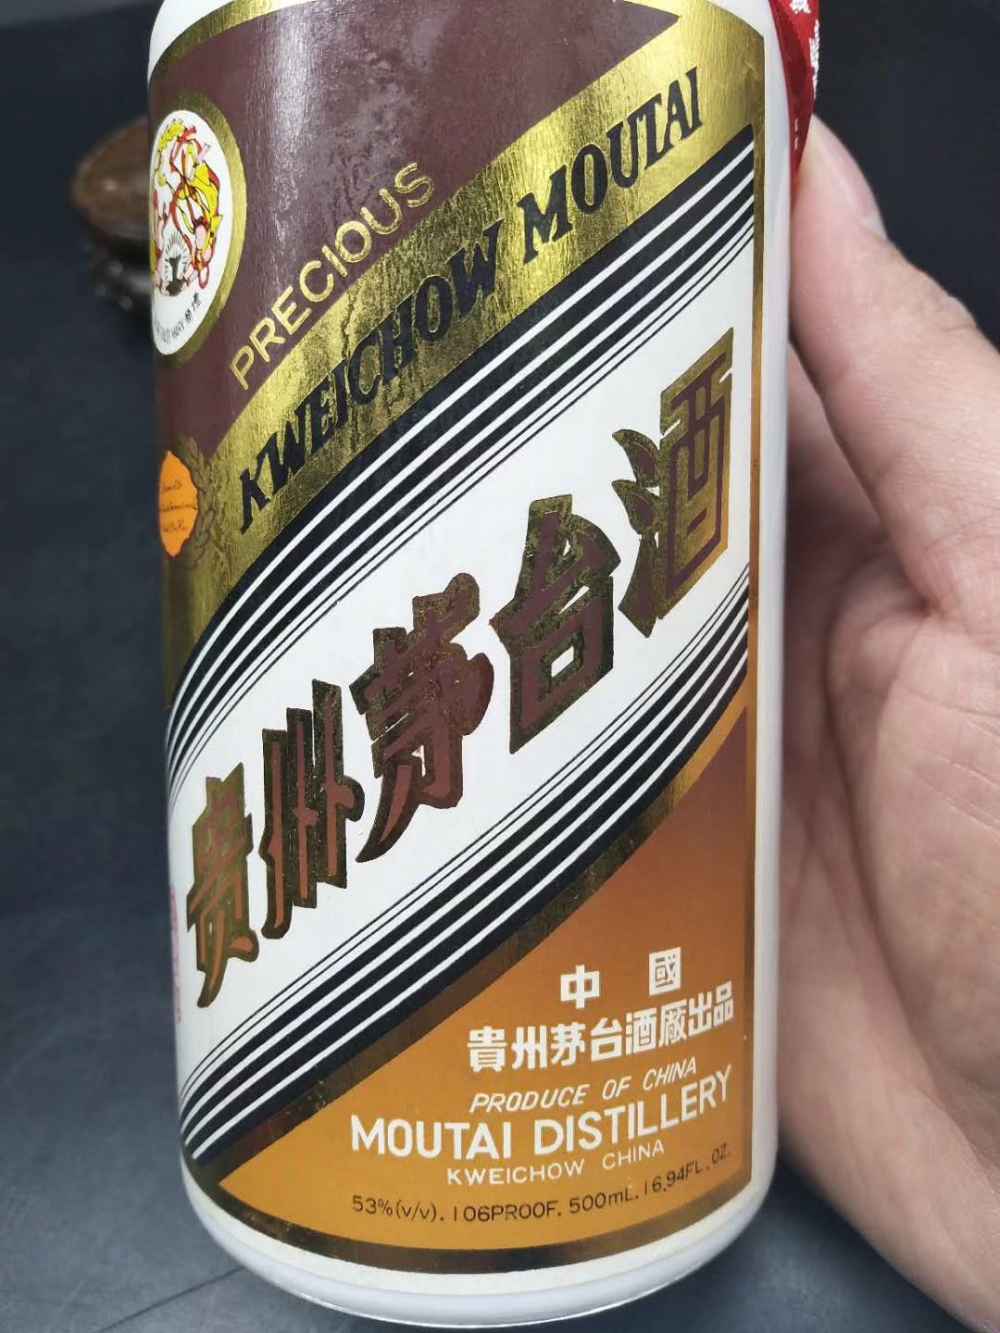 PRECIOUS
KWEICHOW MOUTAI
貴州茅台酒
中國
貴州茅台酒廠出品
PRODUCE OF CHINA
MOUTAI DISTILLERY
KWEICHOW CHINA
53%(v/v). 106PROOF. 500mL. 16.94FL. OZ.